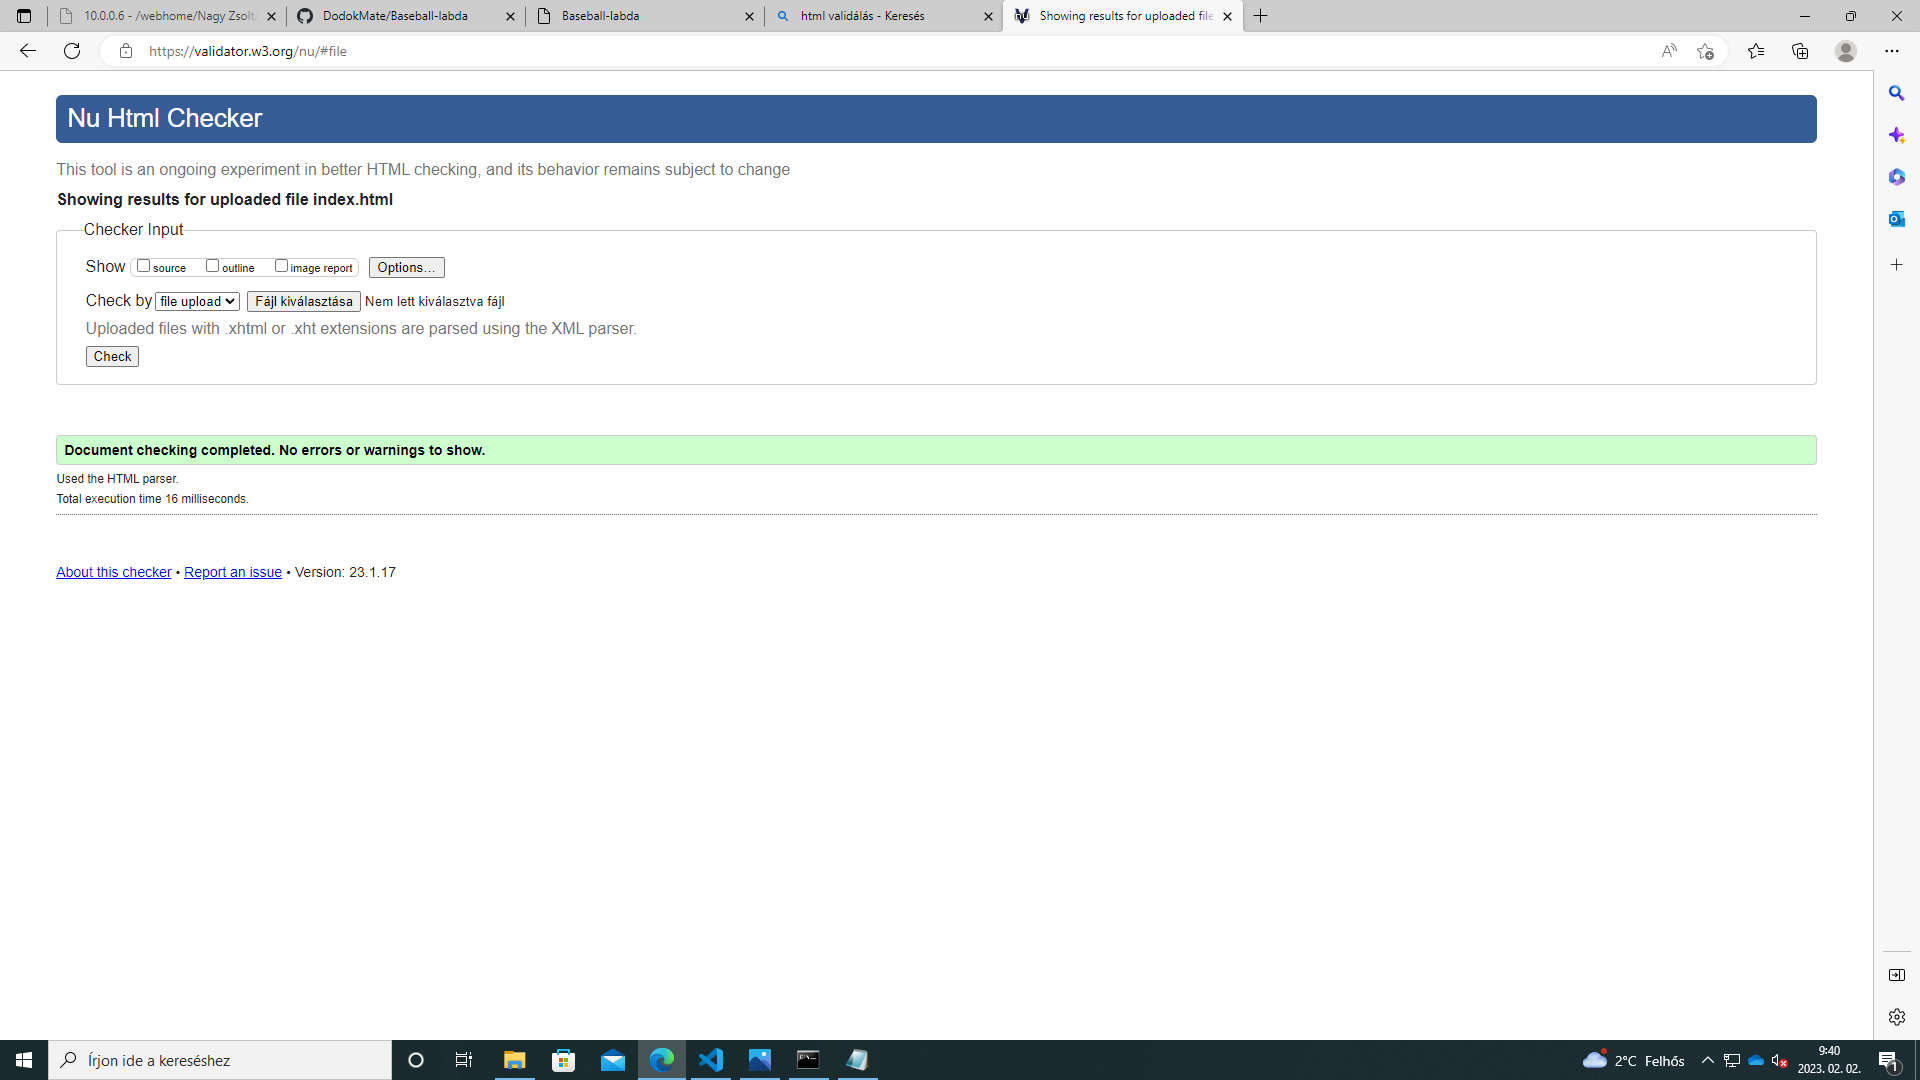 10.0.0.6 - /webhome/Nagy Zsolt/
DodokMate/Baseball-labda
Baseball-labda
html validálás - Keresés
Showing results for uploaded file
https://validator.w3.org/nu/#file
Nu Html Checker
This tool is an ongoing experiment in better HTML checking, and its behavior remains subject to change
Showing results for uploaded file index.html
Checker Input
Show source outline image report Options...
Check by file upload Fájl kiválasztása Nem lett kiválasztva fájl
Uploaded files with .xhtml or .xht extensions are parsed using the XML parser.
Check
Document checking completed. No errors or warnings to show.
Used the HTML parser.
Total execution time 16 milliseconds.
About this checker • Report an issue • Version: 23.1.17
Írjon ide a kereséshez
2°C Felhős
9:40
2023. 02. 02.
1